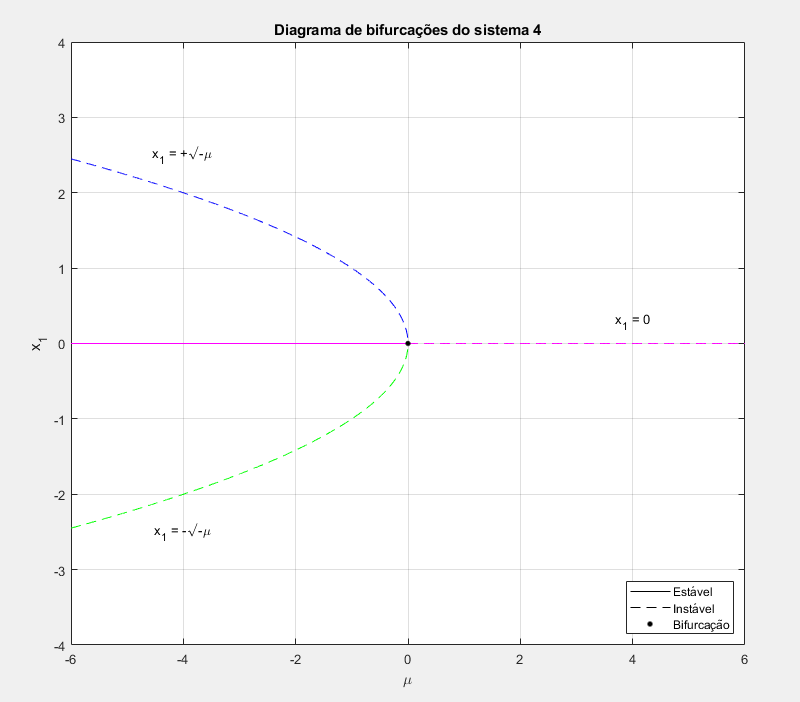 Diagrama de bifurcações do sistema 4
4
3
2
1
0
-1
-2
-3
-4
x₁
x₁ = +√-μ
x₁ = 0
x₁ = -√-μ
Estável
Instável
Bifurcação
-6 -4 -2 0 2 4 6
μ